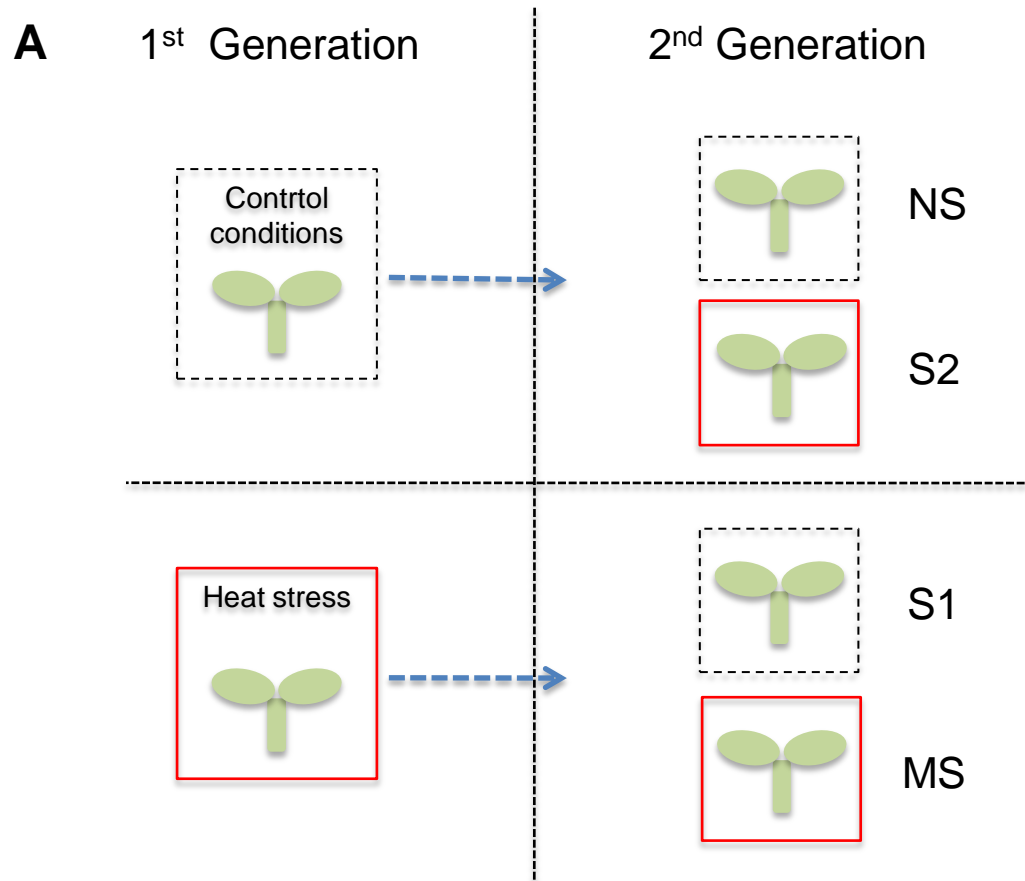 A
1st Generation
2nd Generation
Contrtol
conditions
NS
S2
Heat stress
S1
MS